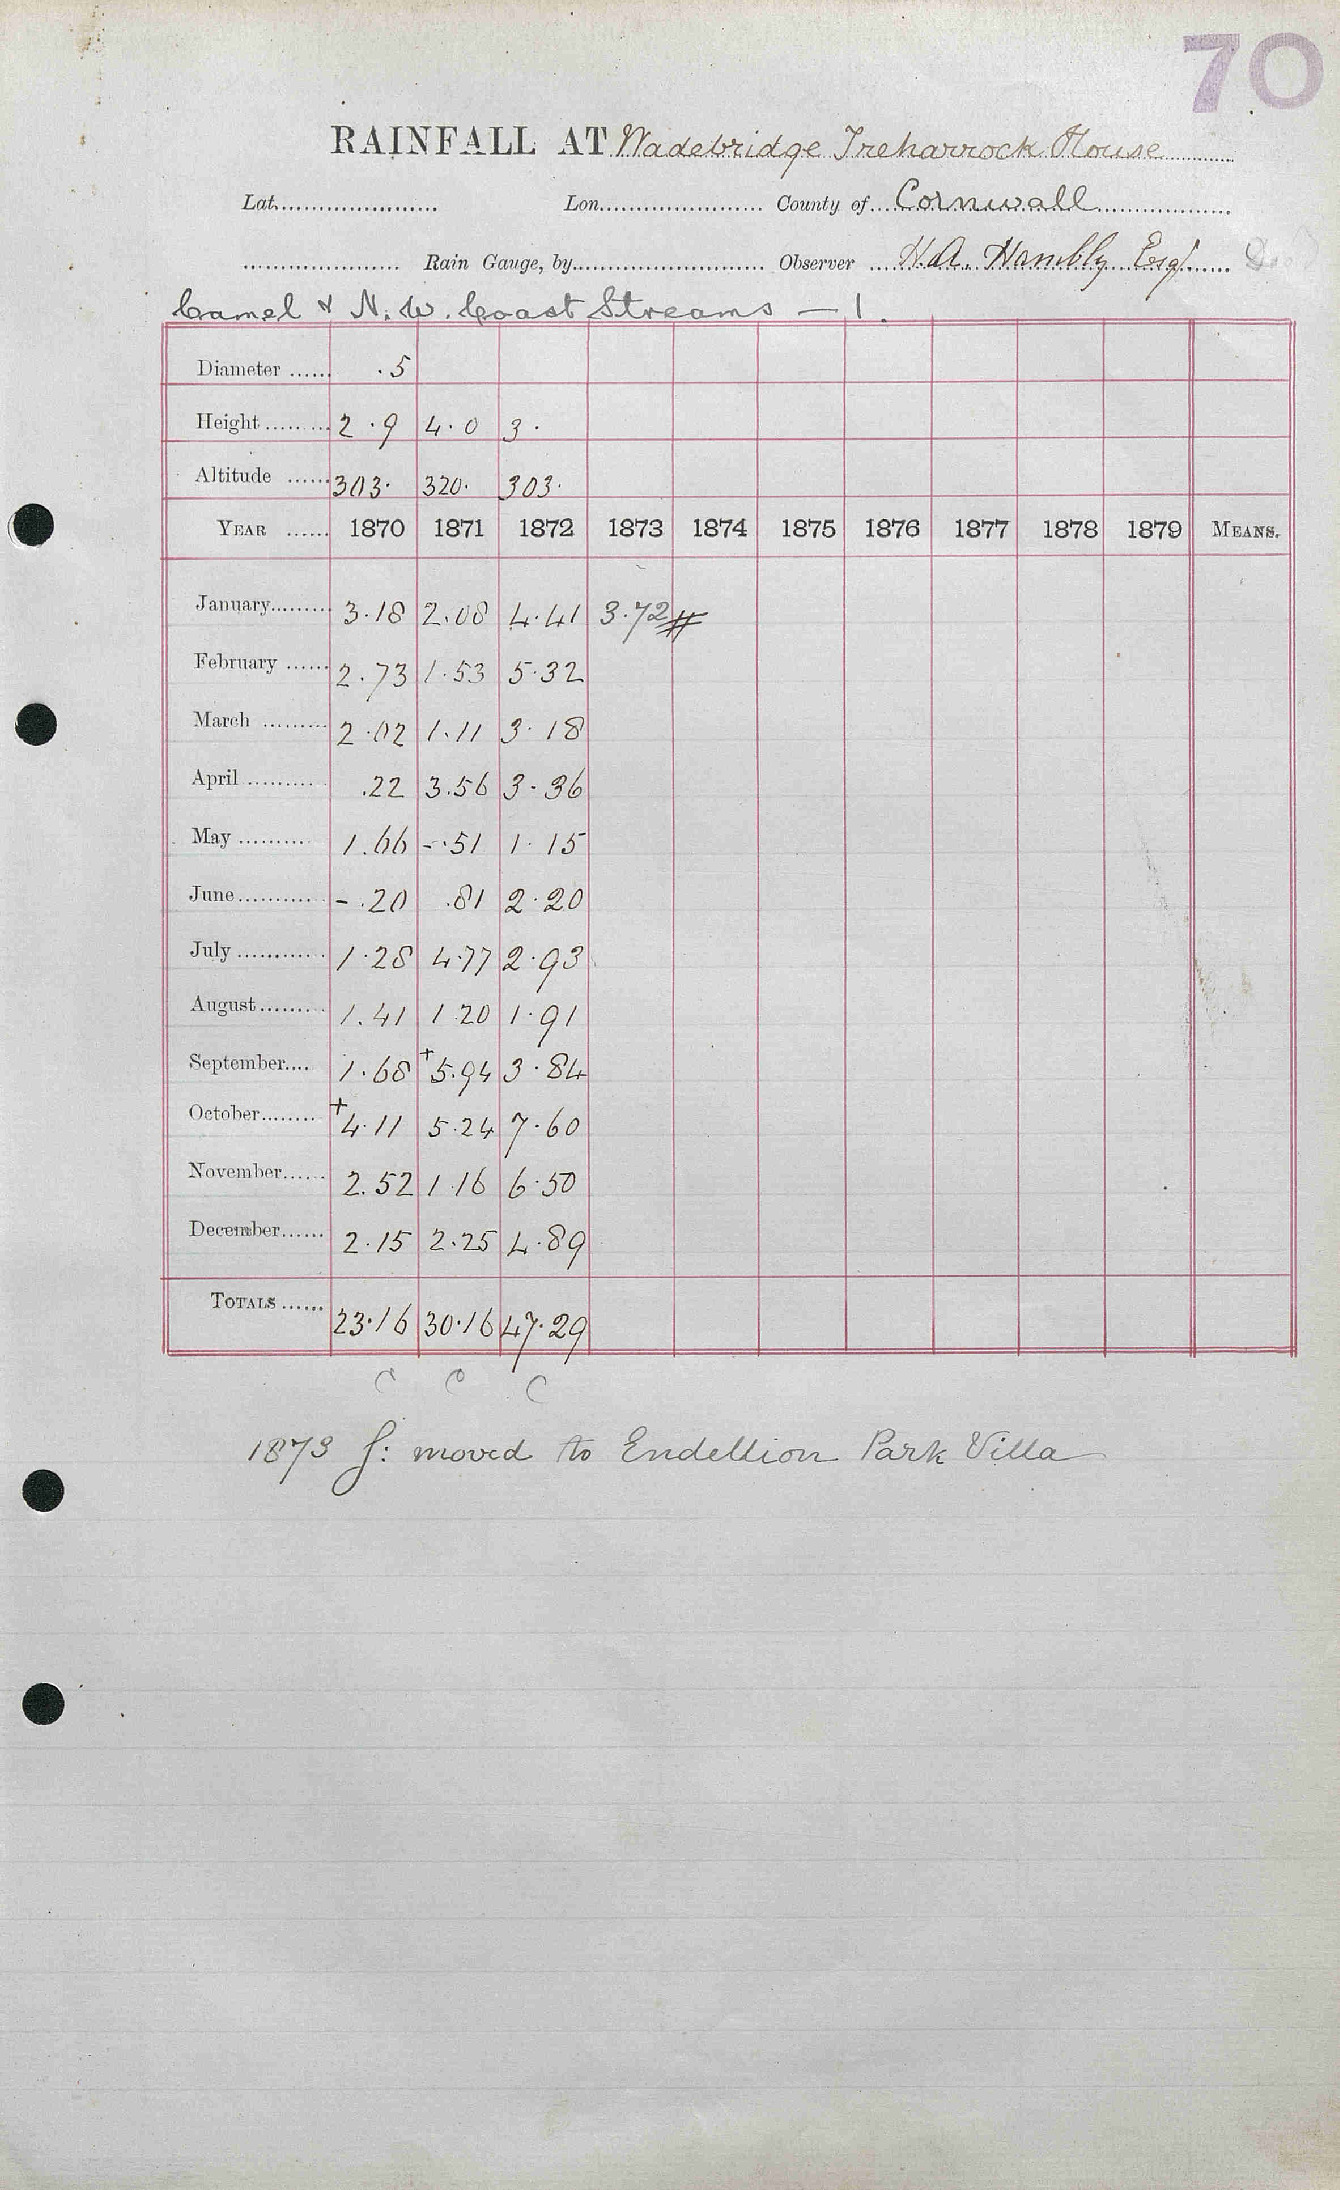 70
RAINFALL AT Wadebridge Treharrock House
Lat. Lon. County of Cornwall
Rain Gauge, by Observer H.A. Hambly Esq
Camel & N.W. Coast Streams — 1.
Diameter .5
Height 2.9 4.0 3.
Altitude 303. 320. 303.
YEAR 1870 1871 1872 1873 1874 1875 1876 1877 1878 1879 MEANS.
January 3.18 2.08 4.41 3.72 #
February 2.73 1.53 5.32
March 2.02 1.11 3.18
April .22 3.56 3.36
May 1.66 -.51 1.15
June -.20 .81 2.20
July 1.28 4.77 2.93
August 1.41 1.20 1.91
September 1.68 +5.94 3.84
October +4.11 5.24 7.60
November 2.52 1.16 6.50
December 2.15 2.25 4.89
TOTALS 23.16 30.16 47.29
C C C
1873 G: moved to Endellion Park Villa